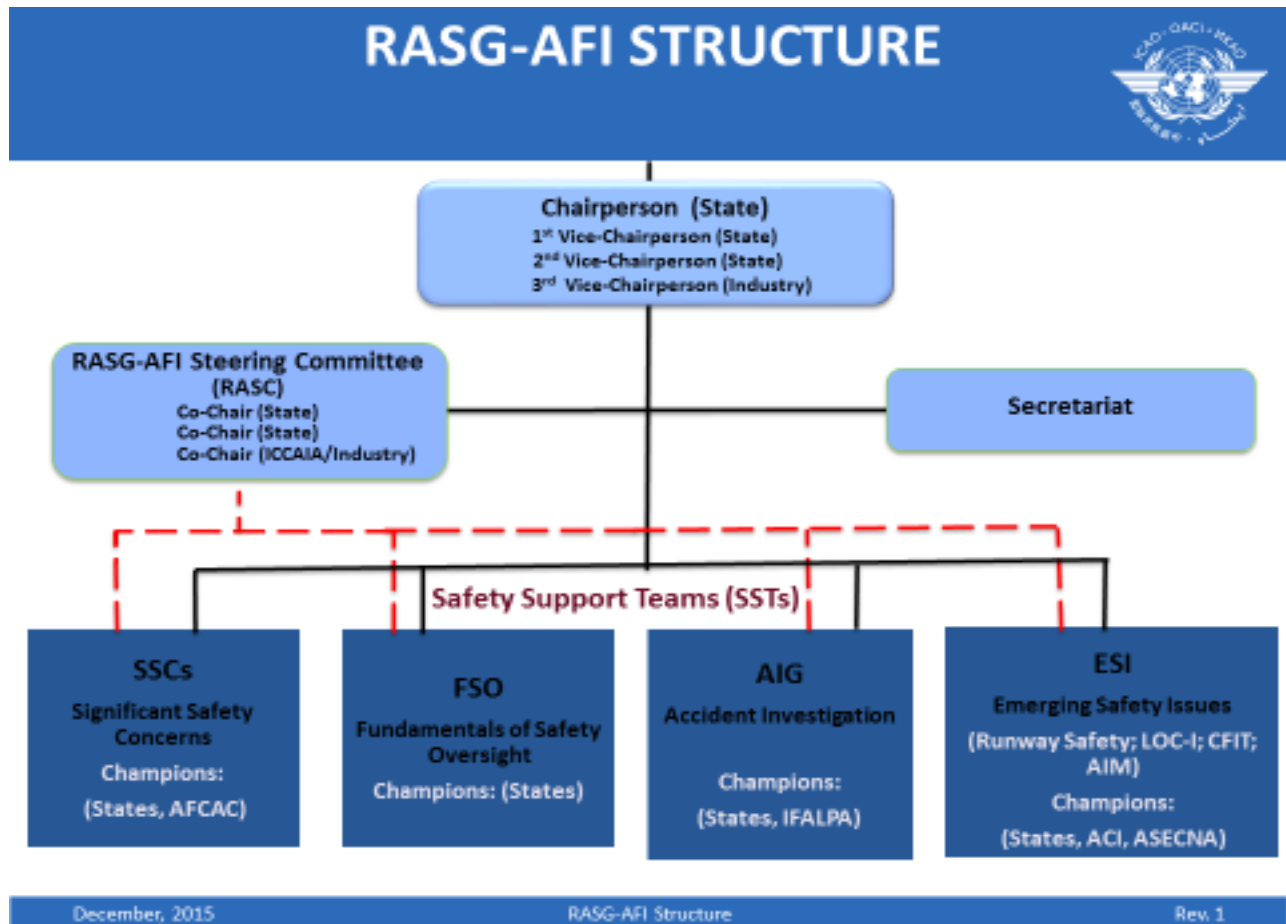 RASG-AFI STRUCTURE
ICAO · OACI · ИКАО
Chairperson (State)
1st Vice-Chairperson (State)
2nd Vice-Chairperson (State)
3rd Vice-Chairperson (Industry)
RASG-AFI Steering Committee
(RASC)
Co-Chair (State)
Co-Chair (State)
Co-Chair (ICCAIA/Industry)
Secretariat
Safety Support Teams (SSTs)
SSCs
Significant Safety
Concerns
Champions:
(States, AFCAC)
FSO
Fundamentals of Safety
Oversight
Champions: (States)
AIG
Accident Investigation
Champions:
(States, IFALPA)
ESI
Emerging Safety Issues
(Runway Safety; LOC-I; CFIT;
AIM)
Champions:
(States, ACI, ASECNA)
December, 2015
RASG-AFI Structure
Rev. 1